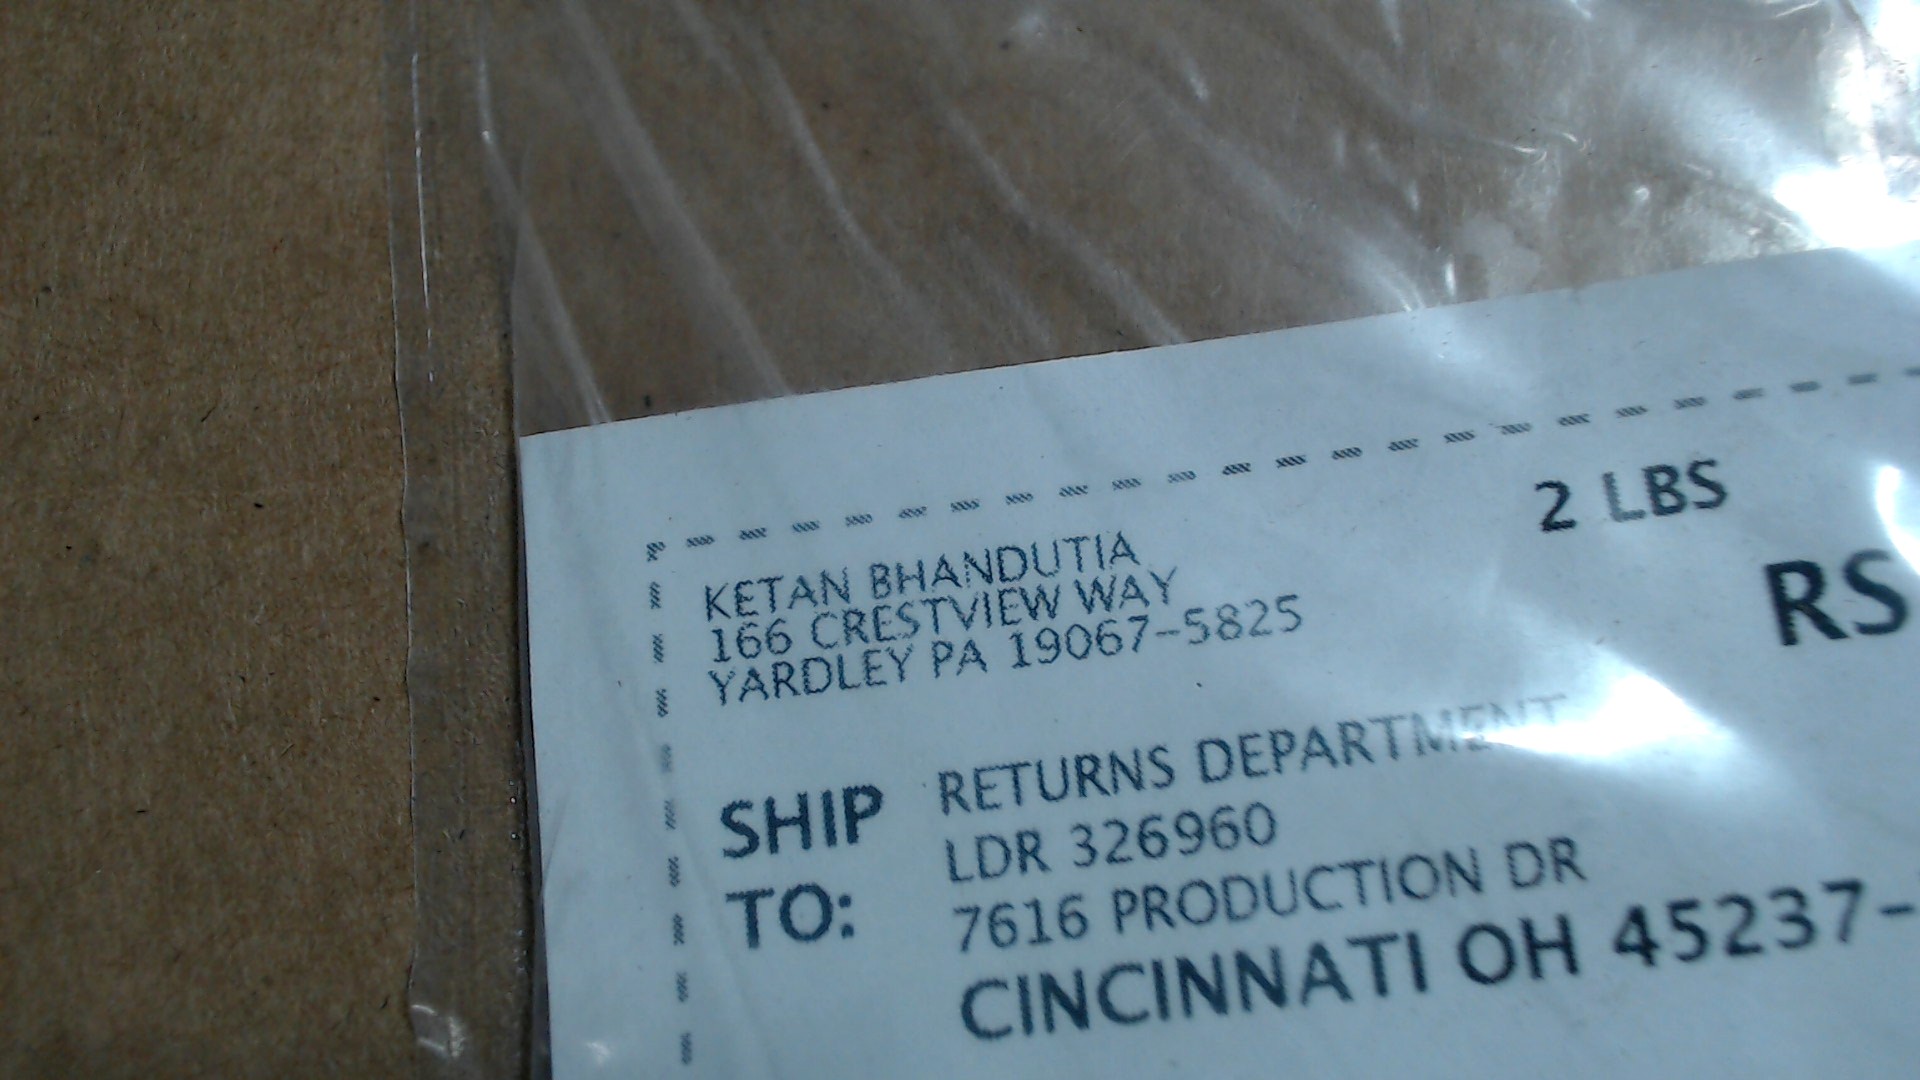 2 LBS
RS
KETAN BHANDUTIA
166 CRESTVIEW WAY
YARDLEY PA 19067-5825
SHIP
TO:
RETURNS DEPARTMENT
LDR 326960
7616 PRODUCTION DR
CINCINNATI OH 45237-